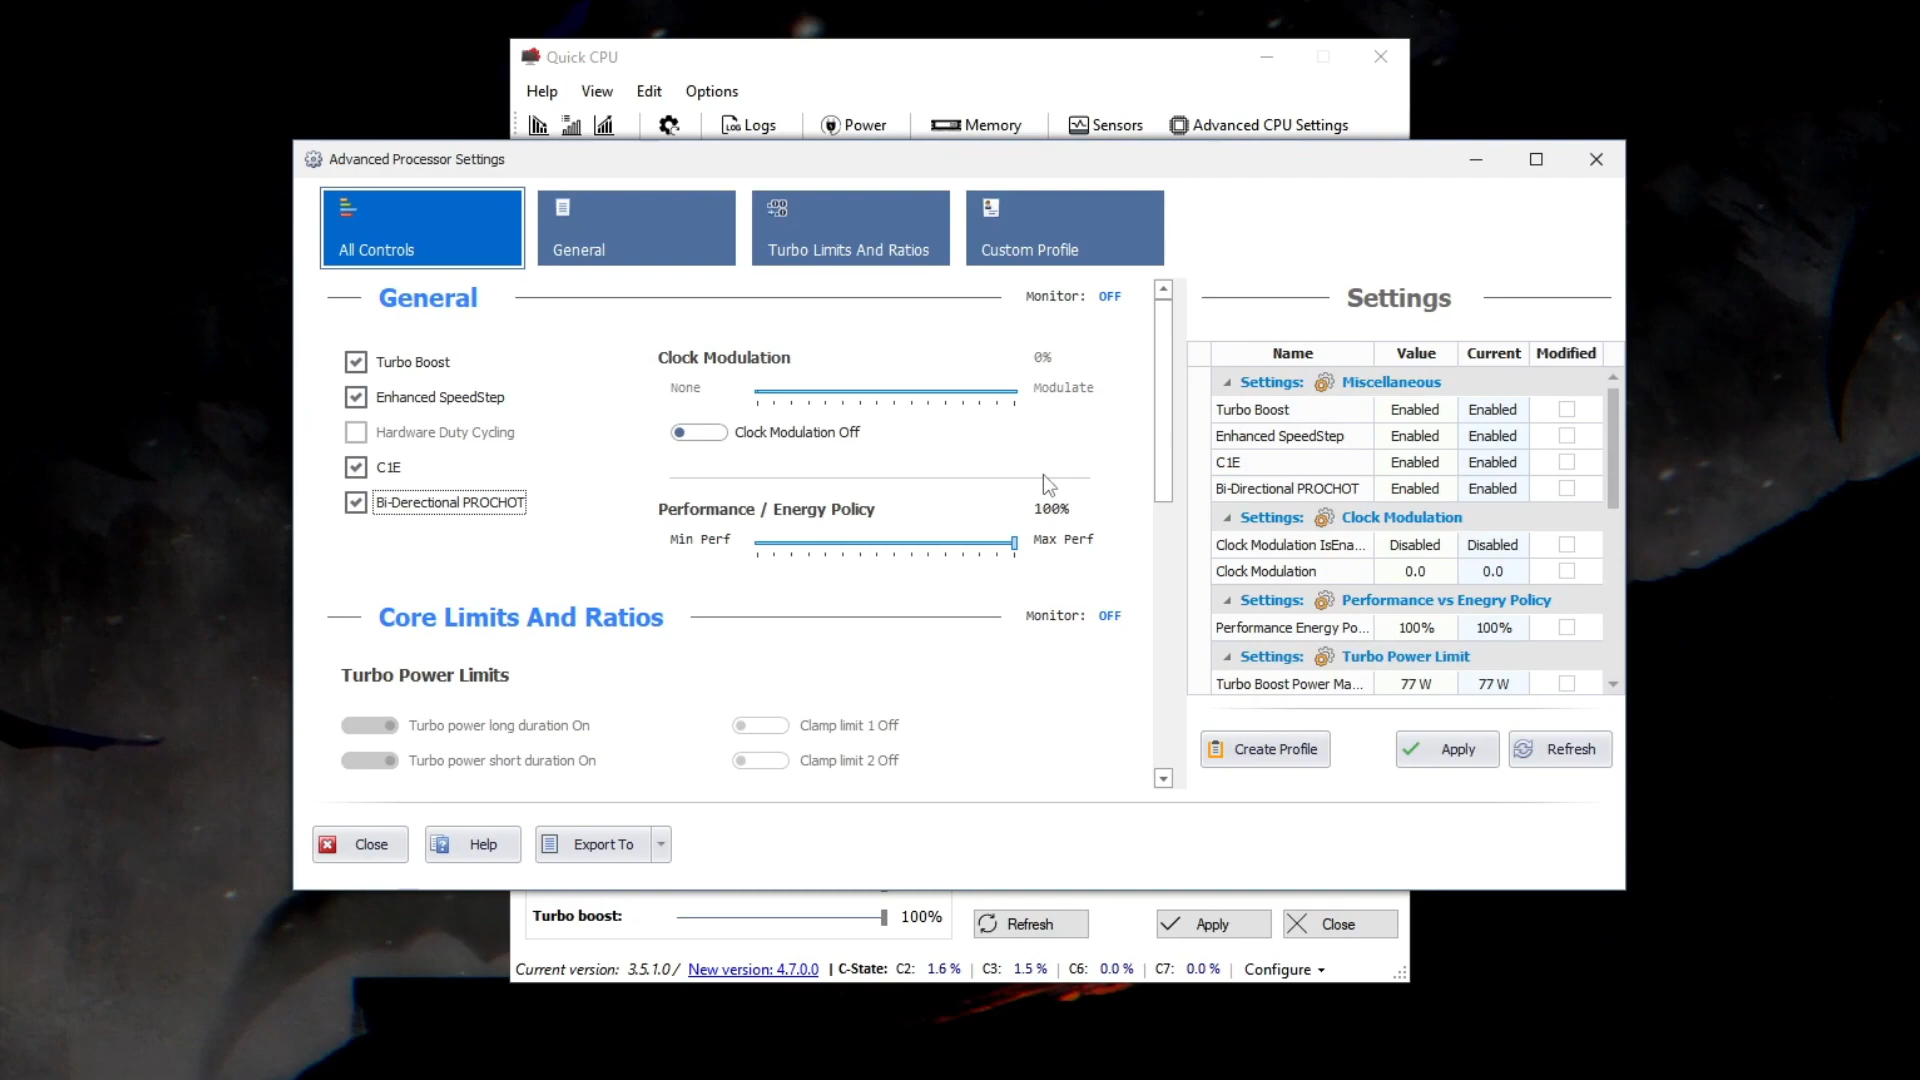 Quick CPU
Help View Edit Options
LOG Logs Power Memory Sensors Advanced CPU Settings
Advanced Processor Settings
All Controls General Turbo Limits And Ratios Custom Profile
General Monitor: OFF
Turbo Boost
Enhanced SpeedStep
Hardware Duty Cycling
C1E
Bi-Derectional PROCHOT
Clock Modulation 0%
None Modulate
Clock Modulation Off
Performance / Energy Policy 100%
Min Perf Max Perf
Core Limits And Ratios Monitor: OFF
Turbo Power Limits
Turbo power long duration On Clamp limit 1 Off
Turbo power short duration On Clamp limit 2 Off
Settings
Name Value Current Modified
Settings: Miscellaneous
Turbo Boost Enabled Enabled
Enhanced SpeedStep Enabled Enabled
C1E Enabled Enabled
Bi-Directional PROCHOT Enabled Enabled
Settings: Clock Modulation
Clock Modulation IsEna... Disabled Disabled
Clock Modulation 0.0 0.0
Settings: Performance vs Enegry Policy
Performance Energy Po... 100% 100%
Settings: Turbo Power Limit
Turbo Boost Power Ma... 77 W 77 W
Create Profile Apply Refresh
Close Help Export To
Turbo boost: 100% Refresh Apply Close
Current version: 3.5.1.0 / New version: 4.7.0.0 | C-State: C2: 1.6 % | C3: 1.5 % | C6: 0.0 % | C7: 0.0 % | Configure